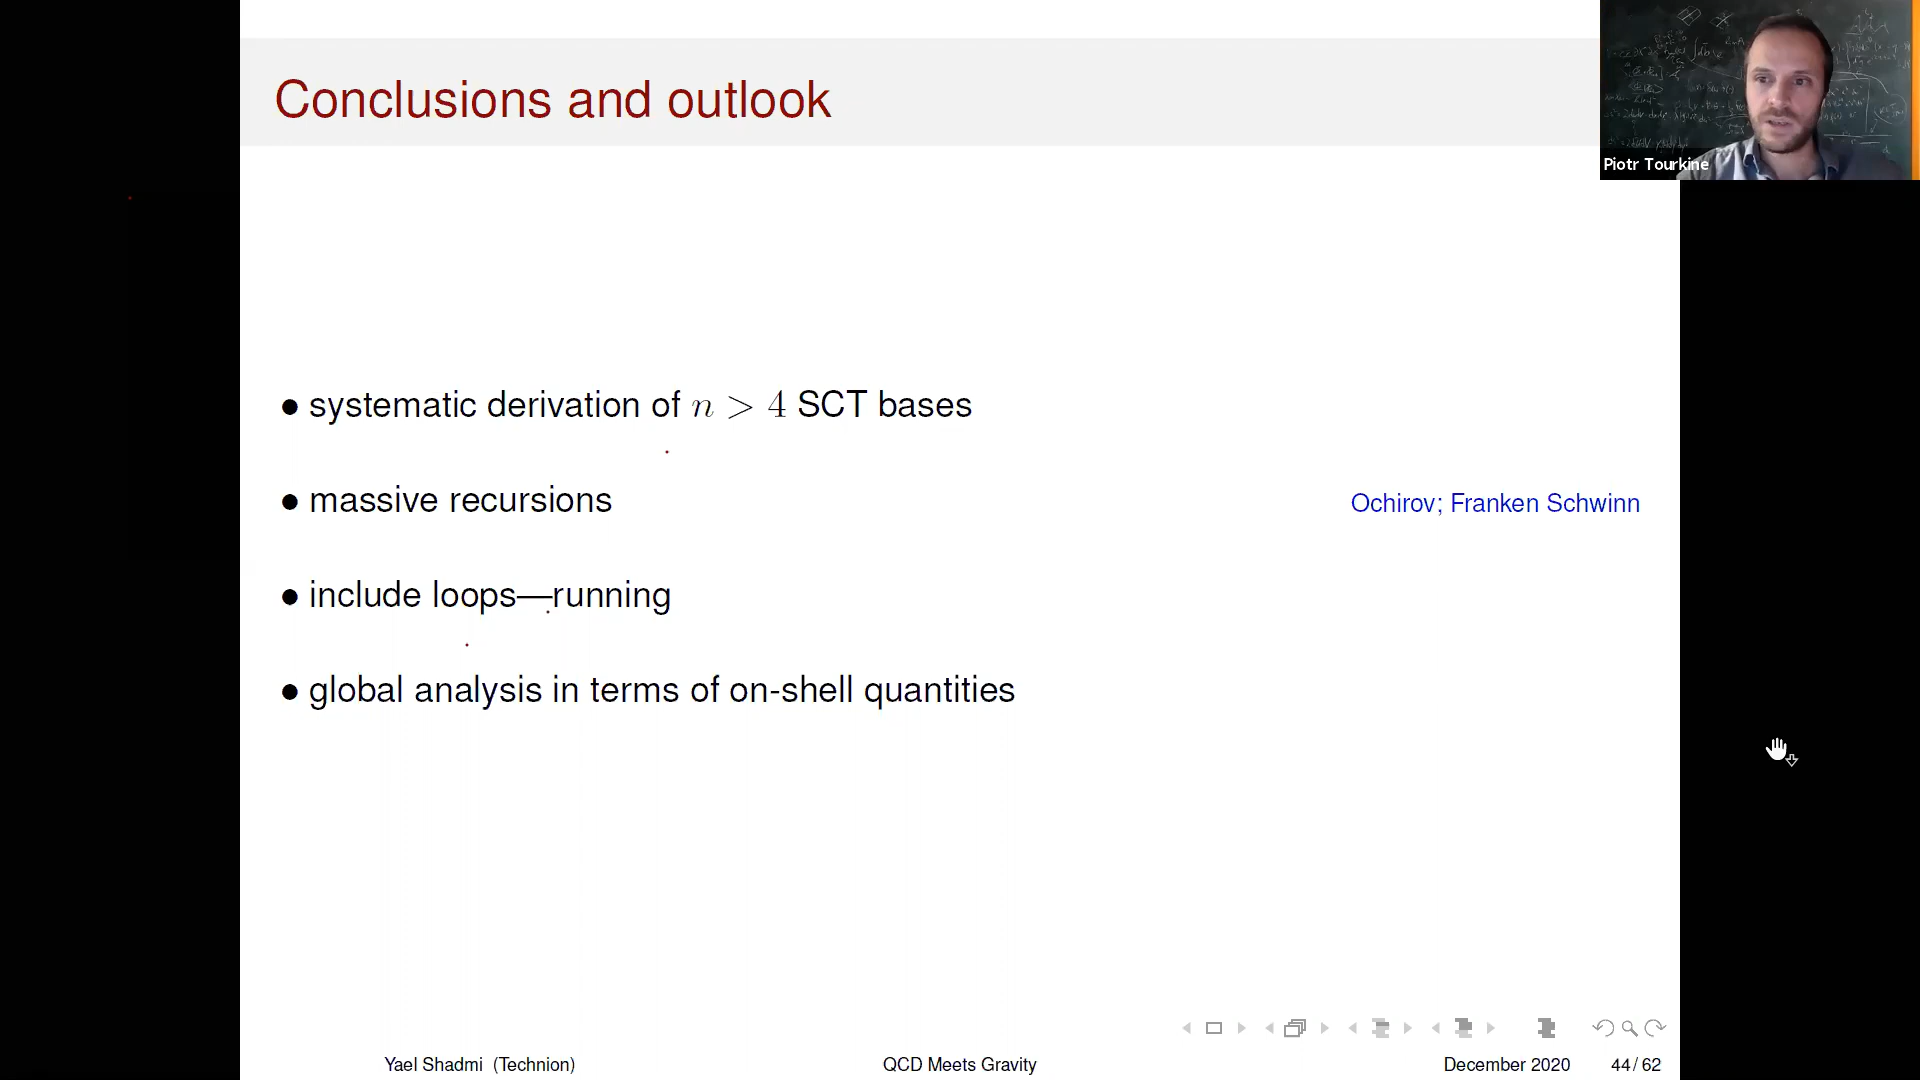 Conclusions and outlook
Piotr Tourkine
• systematic derivation of n > 4 SCT bases
• massive recursions
Ochirov; Franken Schwinn
• include loops—running
• global analysis in terms of on-shell quantities
Yael Shadmi (Technion)
QCD Meets Gravity
December 2020
44 / 62